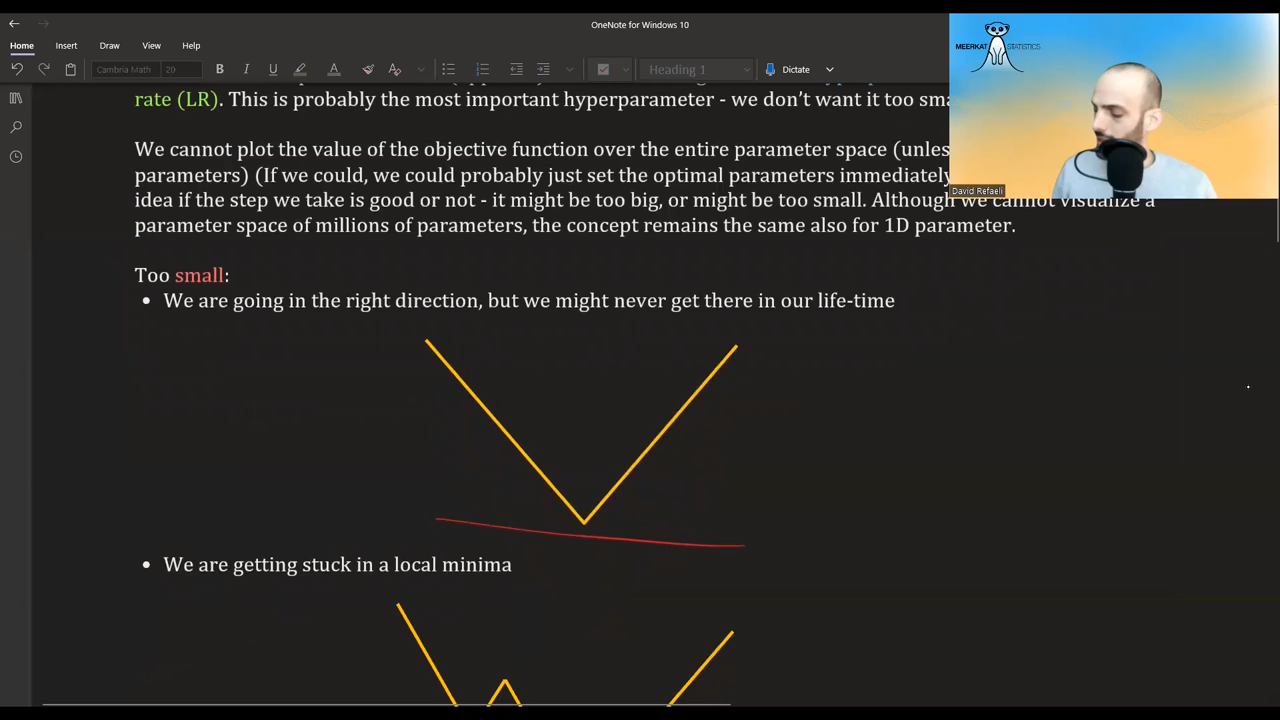 OneNote for Windows 10
Home Insert Draw View Help
Cambria Math 20 B I U A Heading 1 Dictate
MEERKAT STATISTICS
rate (LR). This is probably the most important hyperparameter - we don't want it too sma
We cannot plot the value of the objective function over the entire parameter space (unles
parameters) (If we could, we could probably just set the optimal parameters immediately
David Refaeli
idea if the step we take is good or not - it might be too big, or might be too small. Although we cannot visualize a
parameter space of millions of parameters, the concept remains the same also for 1D parameter.
Too small:
• We are going in the right direction, but we might never get there in our life-time
• We are getting stuck in a local minima